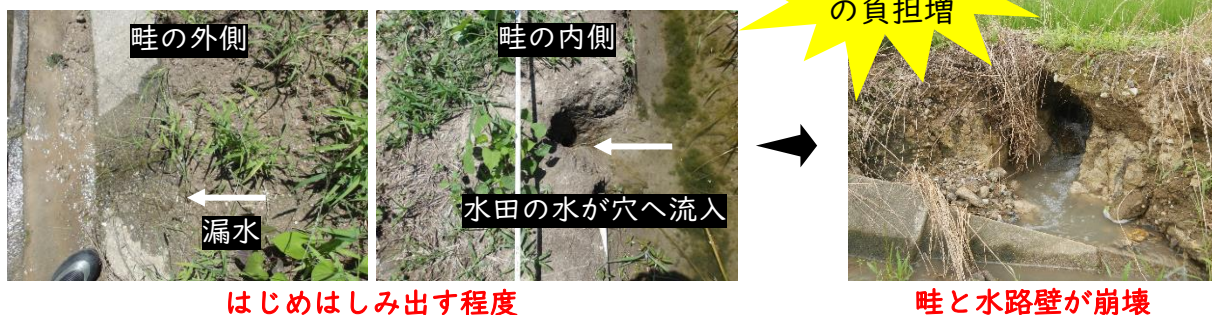 畦の外側
漏水
畦の内側
水田の水が穴へ流入
はじめはしみ出す程度
の負担増
畦と水路壁が崩壊